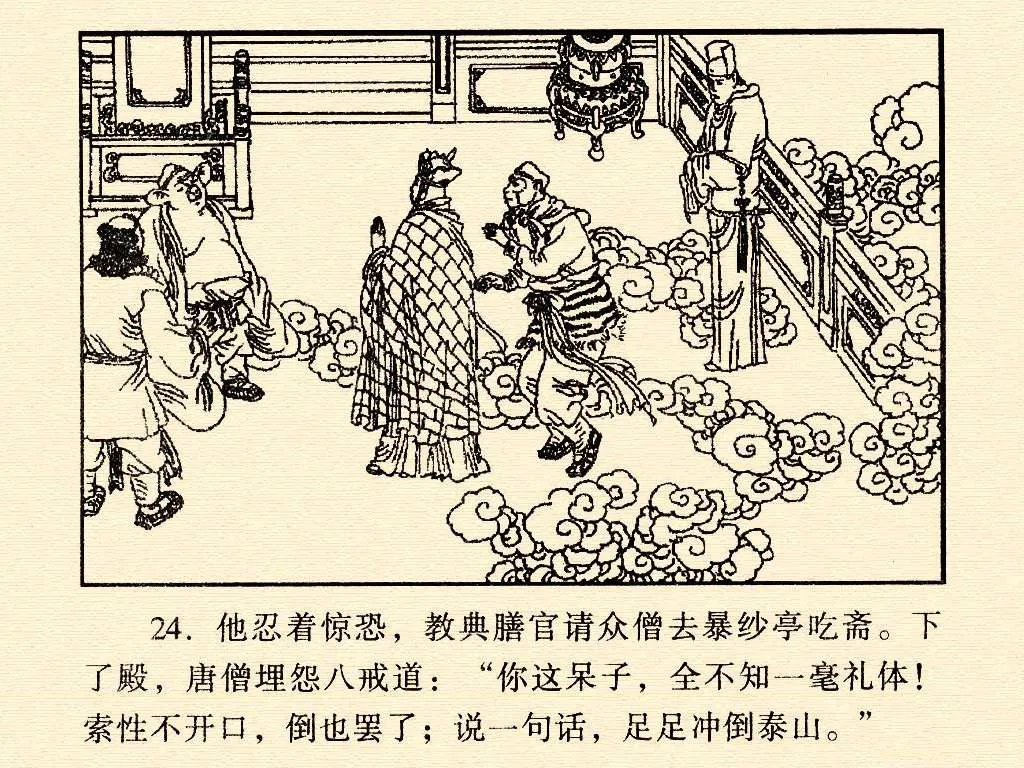 24. 他忍着惊恐，教典膳官请众僧去暴纱亭吃斋。下
了殿，唐僧埋怨八戒道：“你这呆子，全不知一毫礼体！
索性不开口，倒也罢了；说一句话，足足冲倒泰山。”